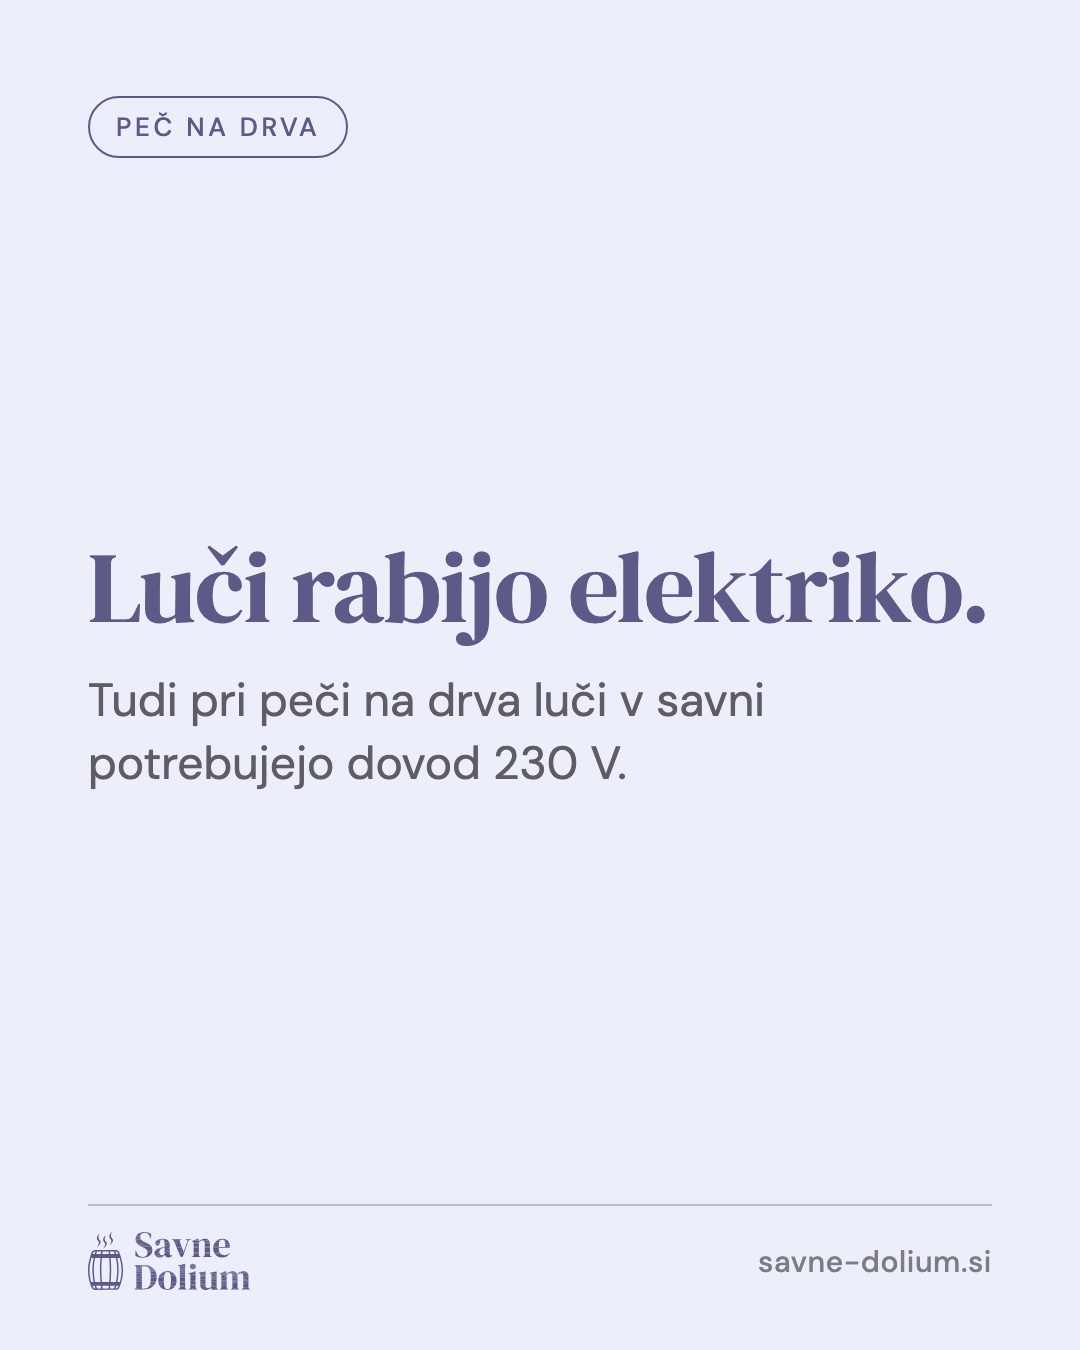 PEČ NA DRVA
Luči rabijo elektriko.
Tudi pri peči na drva luči v savni
potrebujejo dovod 230 V.
Savne
Dolium
savne-dolium.si